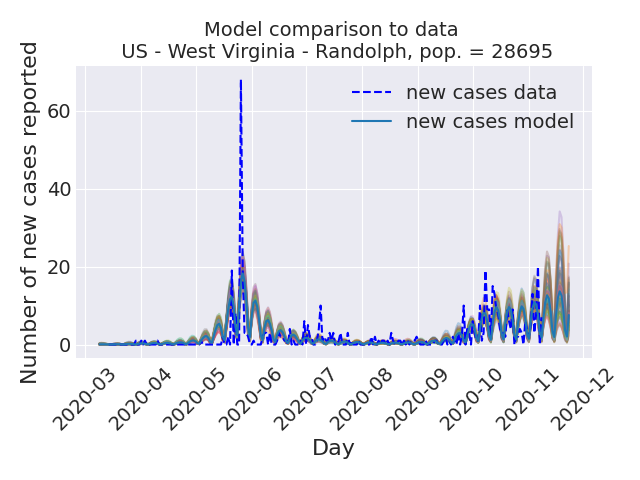 Model comparison to data
US - West Virginia - Randolph, pop. = 28695
Number of new cases reported
60
40
20
0
new cases data
new cases model
2020-03
2020-04
2020-05
2020-06
2020-07
2020-08
2020-09
2020-10
2020-11
2020-12
Day